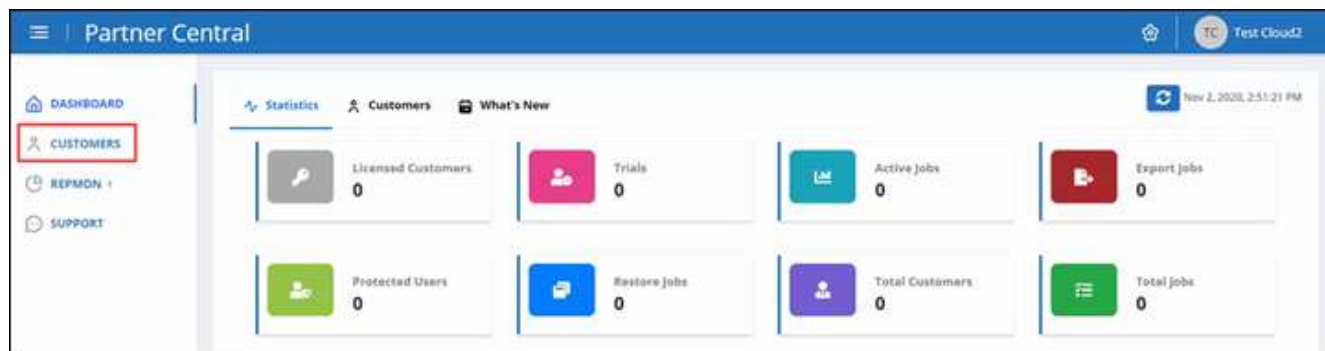 Partner Central
TC Test Cloud2
DASHBOARD
CUSTOMERS
REPMON
SUPPORT
Statistics Customers What's New
Nov 2, 2020, 2:51:21 PM
Licensed Customers
0
Trials
0
Active Jobs
0
Export Jobs
0
Protected Users
0
Restore Jobs
0
Total Customers
0
Total Jobs
0